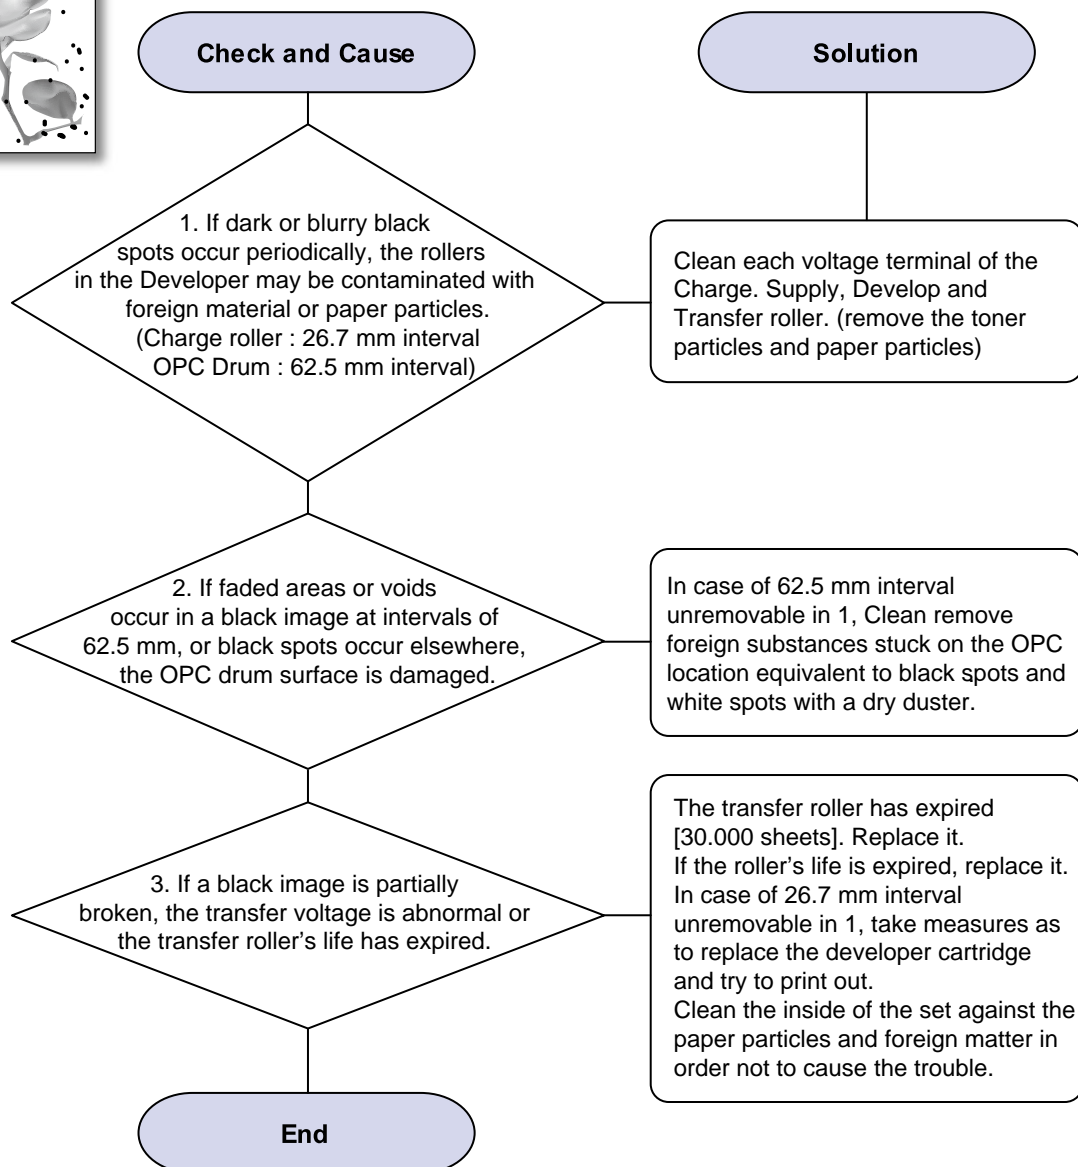 Check and Cause
Solution
1. If dark or blurry black
spots occur periodically, the rollers
in the Developer may be contaminated with
foreign material or paper particles.
(Charge roller : 26.7 mm interval
OPC Drum : 62.5 mm interval)
Clean each voltage terminal of the
Charge. Supply, Develop and
Transfer roller. (remove the toner
particles and paper particles)
2. If faded areas or voids
occur in a black image at intervals of
62.5 mm, or black spots occur elsewhere,
the OPC drum surface is damaged.
In case of 62.5 mm interval
unremovable in 1, Clean remove
foreign substances stuck on the OPC
location equivalent to black spots and
white spots with a dry duster.
3. If a black image is partially
broken, the transfer voltage is abnormal or
the transfer roller's life has expired.
The transfer roller has expired
[30.000 sheets]. Replace it.
If the roller's life is expired, replace it.
In case of 26.7 mm interval
unremovable in 1, take measures as
to replace the developer cartridge
and try to print out.
Clean the inside of the set against the
paper particles and foreign matter in
order not to cause the trouble.
End